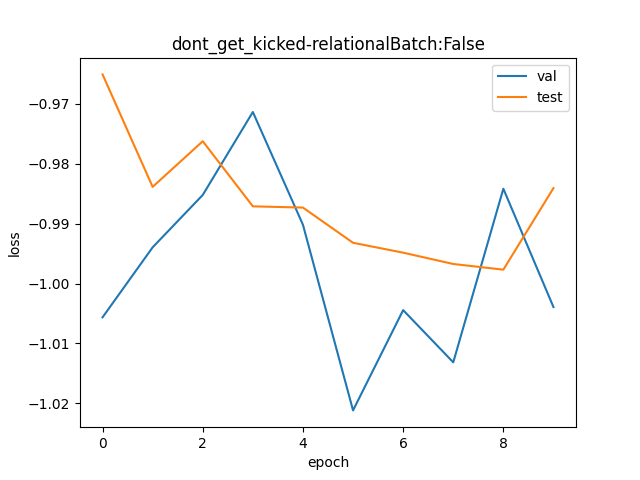 dont_get_kicked-relationalBatch:False
val
test
loss
−0.97
−0.98
−0.99
−1.00
−1.01
−1.02
0
2
4
6
8
epoch